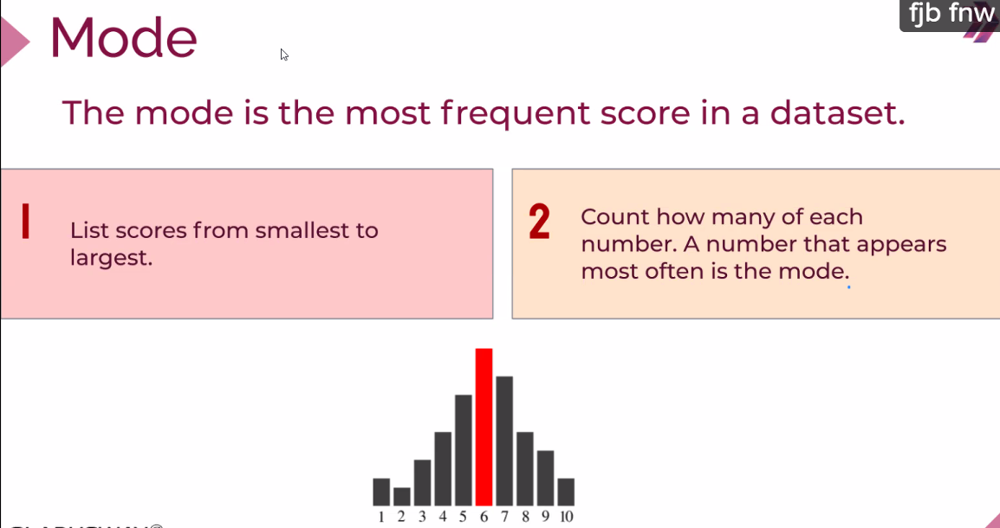 fjb fnw
Mode
The mode is the most frequent score in a dataset.
1
List scores from smallest to
largest.
2
Count how many of each
number. A number that appears
most often is the mode.
1 2 3 4 5 6 7 8 9 10